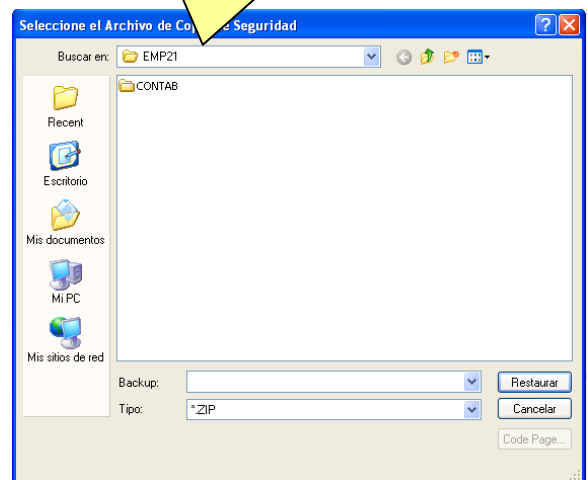 Seleccione el Archivo de Cop e Seguridad
Buscar en: EMP21
CONTAB
Recent
Escritorio
Mis documentos
Mi PC
Mis sitios de red
Backup: Restaurar
Tipo: *.ZIP Cancelar
Code Page...